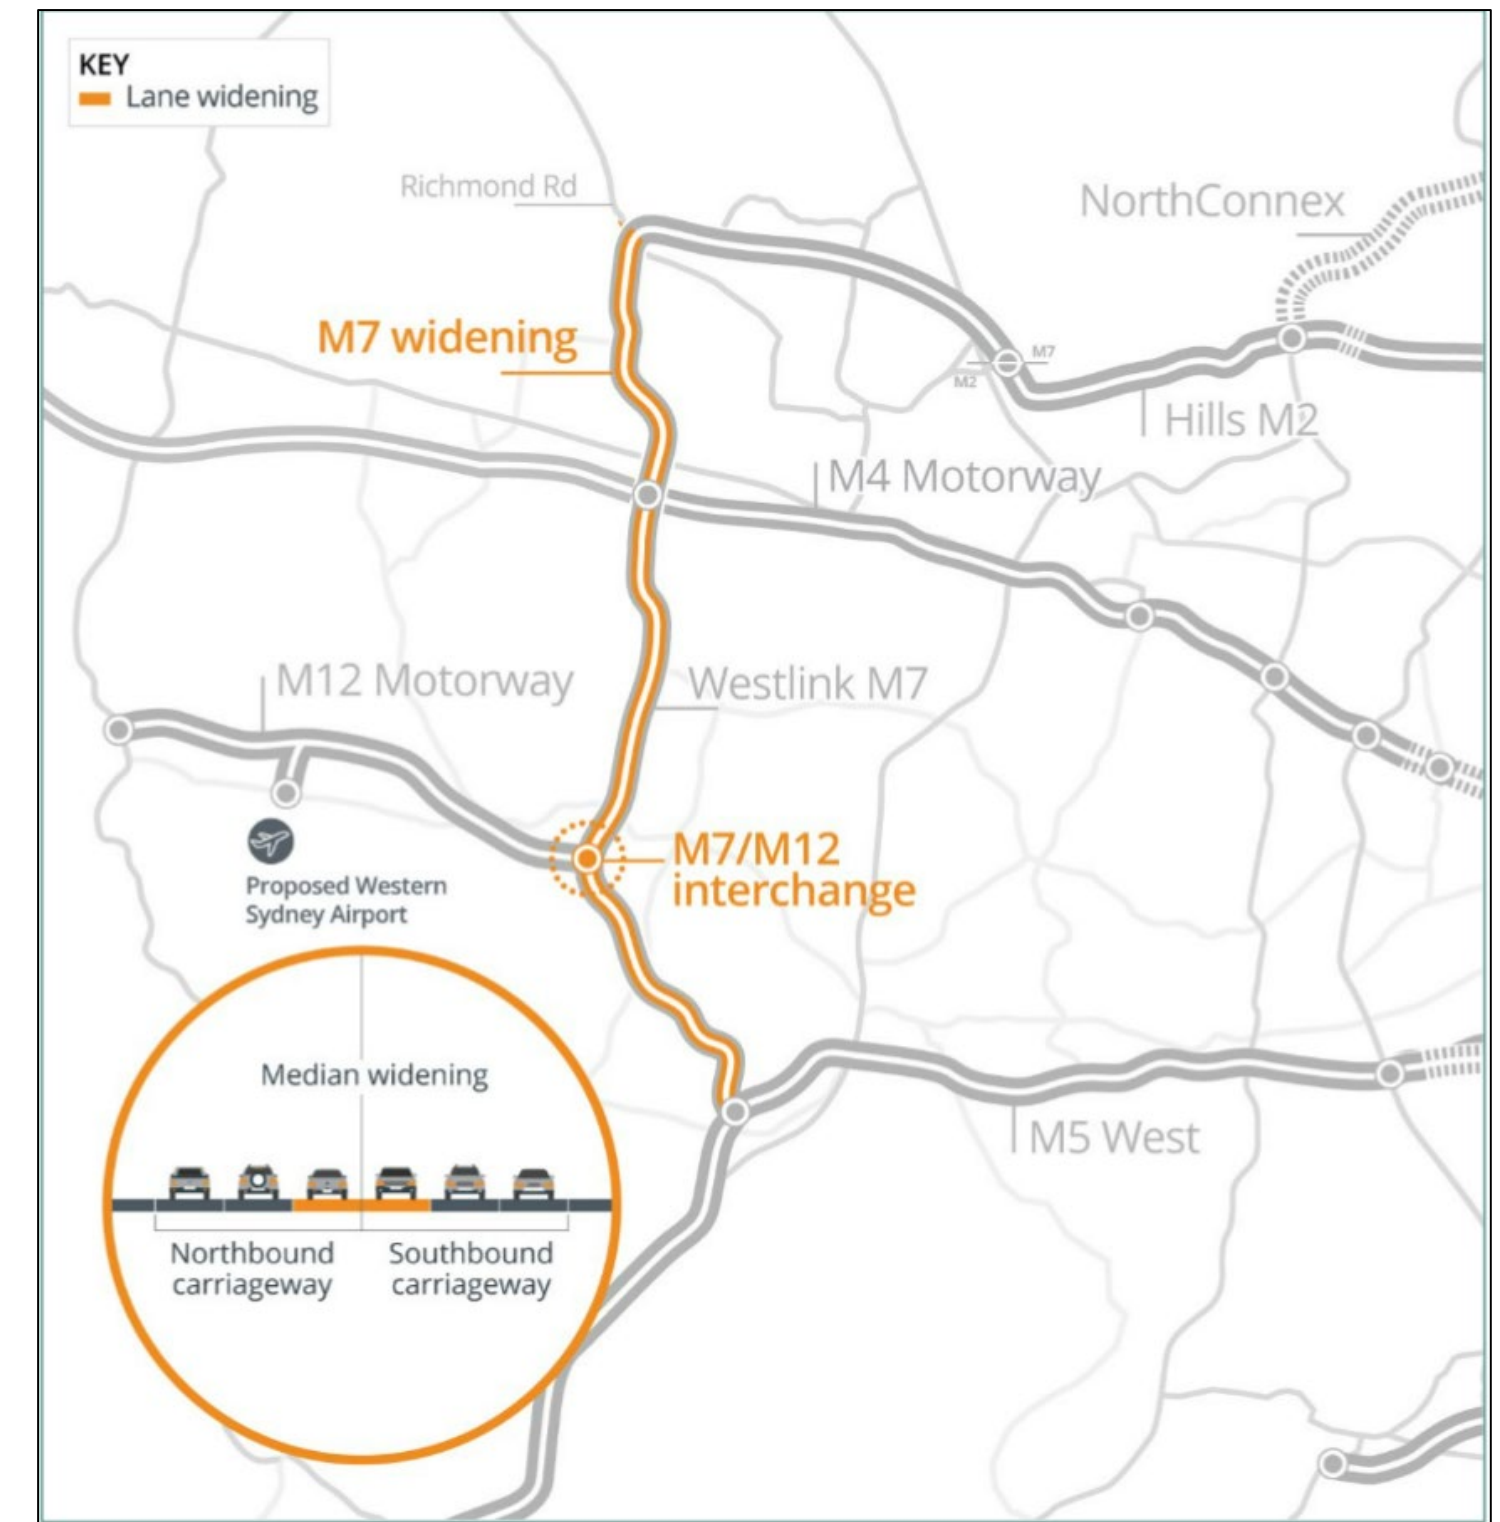 KEY
Lane widening
Richmond Rd
NorthConnex
M7 widening
M7
M2
Hills M2
M4 Motorway
M12 Motorway
Westlink M7
M7/M12
interchange
Proposed Western
Sydney Airport
Median widening
M5 West
Northbound
carriageway
Southbound
carriageway